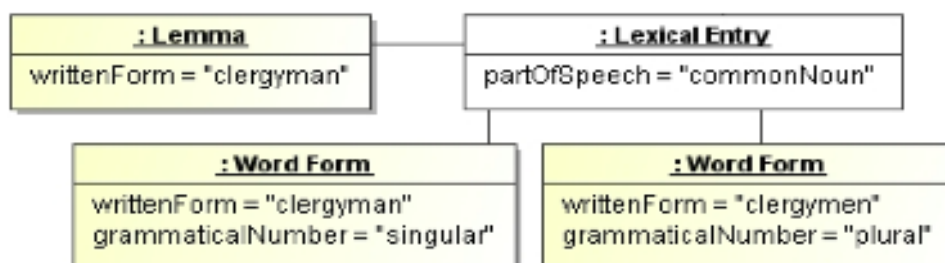 : Lemma
writtenForm = "clergyman"
: Lexical Entry
partOfSpeech = "commonNoun"
: Word Form
writtenForm = "clergyman"
grammaticalNumber = "singular"
: Word Form
writtenForm = "clergymen"
grammaticalNumber = "plural"